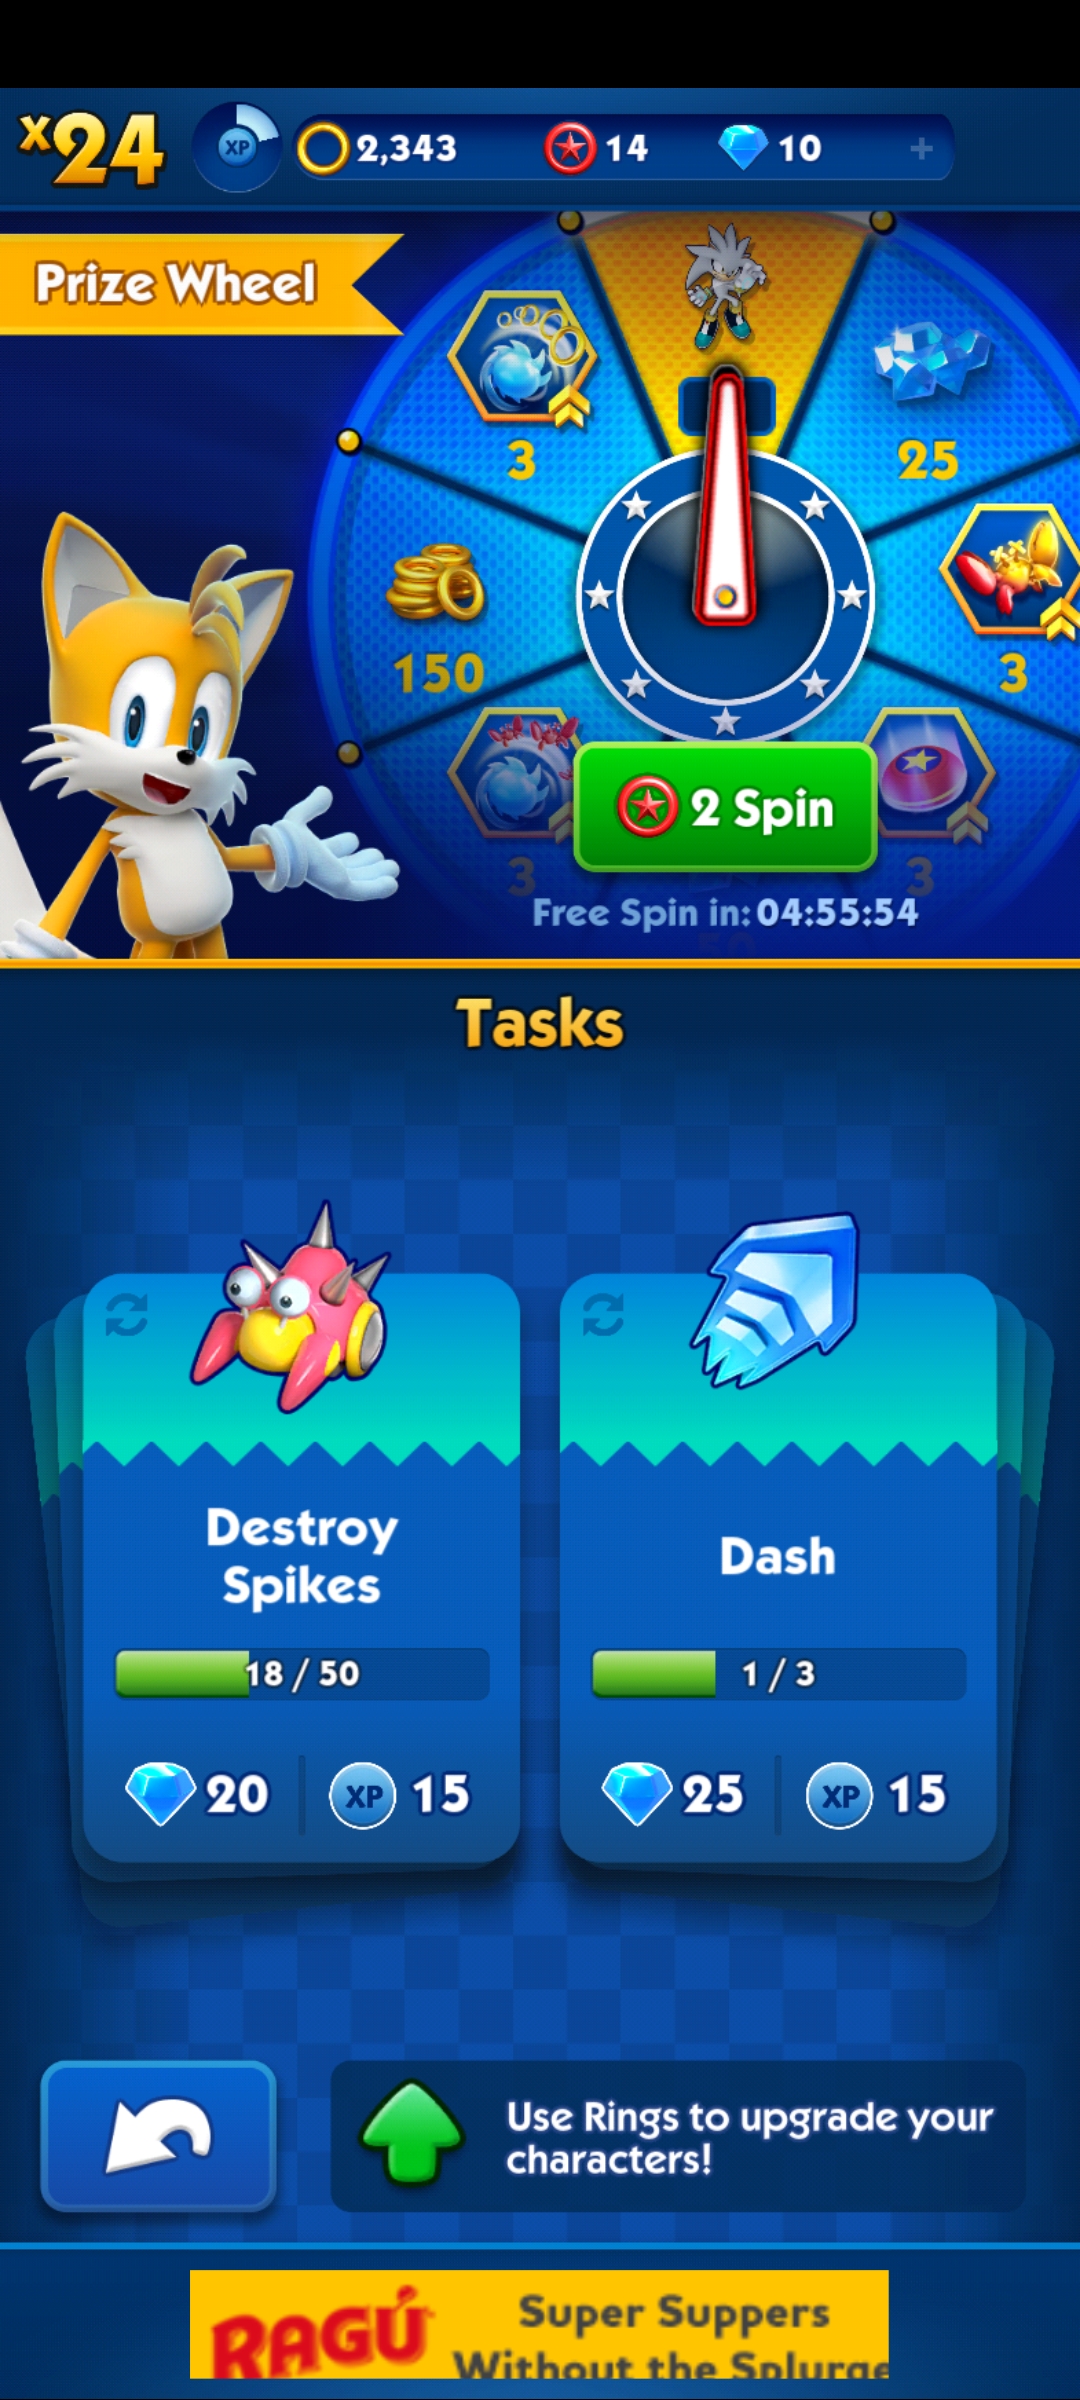 x24
XP
2,343
14
10
+
Prize Wheel
3
25
150
3
2 Spin
3
3
Free Spin in: 04:55:54
Tasks
Destroy
Spikes
Dash
18 / 50
1 / 3
20
XP 15
25
XP 15
Use Rings to upgrade your
characters!
RAGÚ
Super Suppers
Without the Splurge